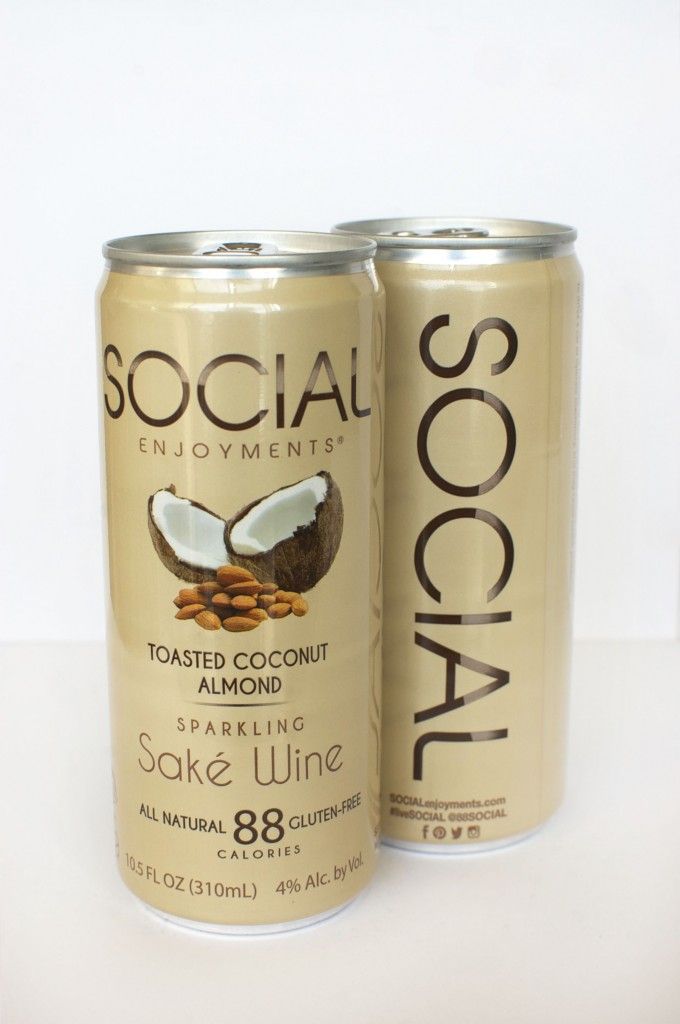 SOCIAL
ENJOYMENTS®
TOASTED COCONUT
ALMOND
SPARKLING
Saké Wine
ALL NATURAL 88 GLUTEN-FREE
CALORIES
10.5 FL OZ (310mL) 4% Alc. by Vol.
SOCIAL
SOCIALenjoyments.com
#liveSOCIAL @88SOCIAL